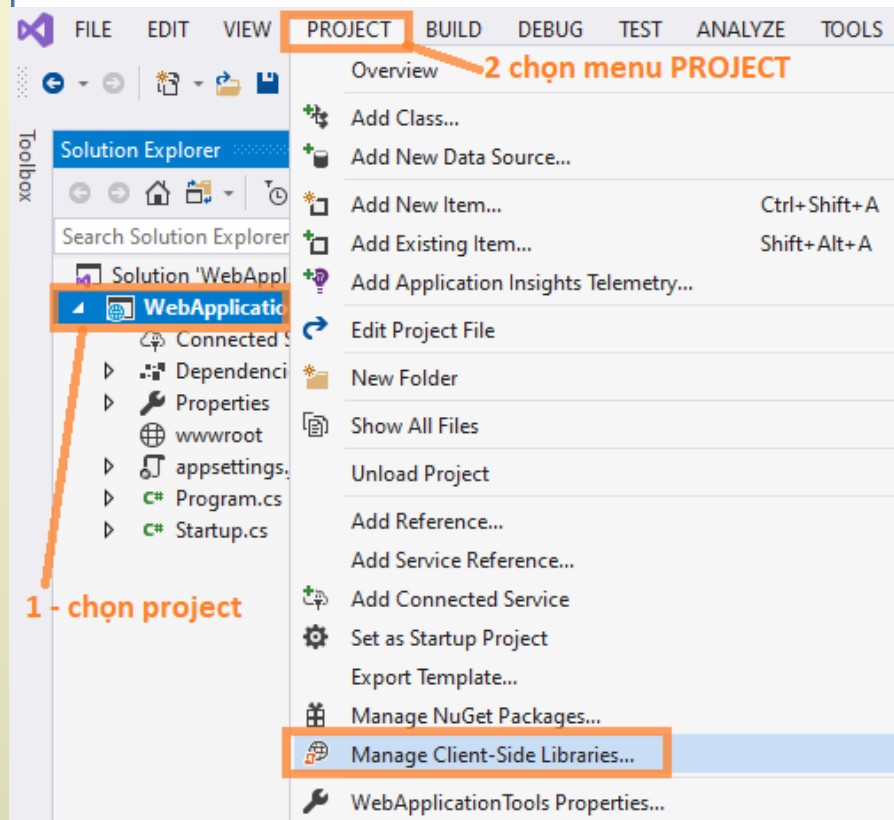 FILE EDIT VIEW PROJECT BUILD DEBUG TEST ANALYZE TOOLS
Overview
2 chọn menu PROJECT
Toolbox
Solution Explorer
Search Solution Explorer
Solution 'WebAppl
WebApplicatio
Connected S
Dependenci
Properties
wwwroot
appsettings.
C# Program.cs
C# Startup.cs
1 - chọn project
Add Class...
Add New Data Source...
Add New Item... Ctrl+Shift+A
Add Existing Item... Shift+Alt+A
Add Application Insights Telemetry...
Edit Project File
New Folder
Show All Files
Unload Project
Add Reference...
Add Service Reference...
Add Connected Service
Set as Startup Project
Export Template...
Manage NuGet Packages...
Manage Client-Side Libraries...
WebApplicationTools Properties...